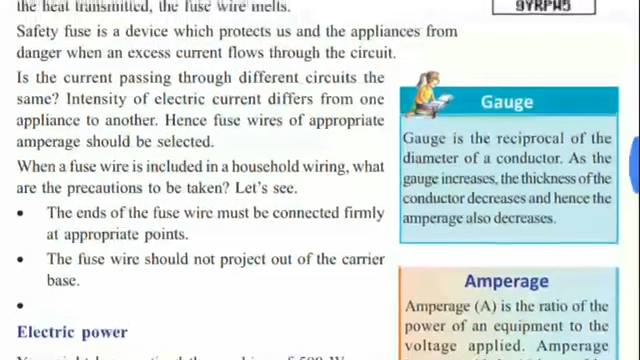 the heat transmitted, the fuse wire melts.
9YRPW5
Safety fuse is a device which protects us and the appliances from
danger when an excess current flows through the circuit.
Is the current passing through different circuits the
same? Intensity of electric current differs from one
appliance to another. Hence fuse wires of appropriate
amperage should be selected.
When a fuse wire is included in a household wiring, what
are the precautions to be taken? Let's see.
• The ends of the fuse wire must be connected firmly
at appropriate points.
• The fuse wire should not project out of the carrier
base.
•
Electric power
Gauge
Gauge is the reciprocal of the
diameter of a conductor. As the
gauge increases, the thickness of the
conductor decreases and hence the
amperage also decreases.
Amperage
Amperage (A) is the ratio of the
power of an equipment to the
voltage applied. Amperage